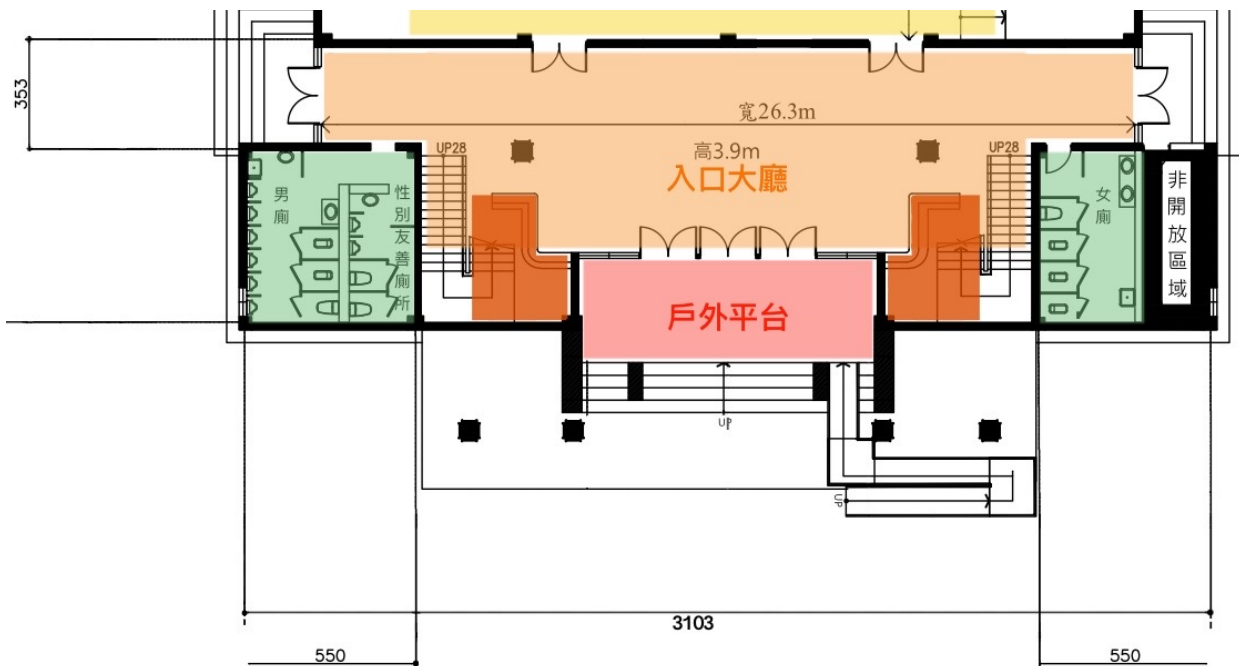 353
寬26.3m
UP28
高3.9m
UP28
入口大廳
男廁
性別友善廁所
女廁
非開放區域
戶外平台
UP
UP
3103
550
550